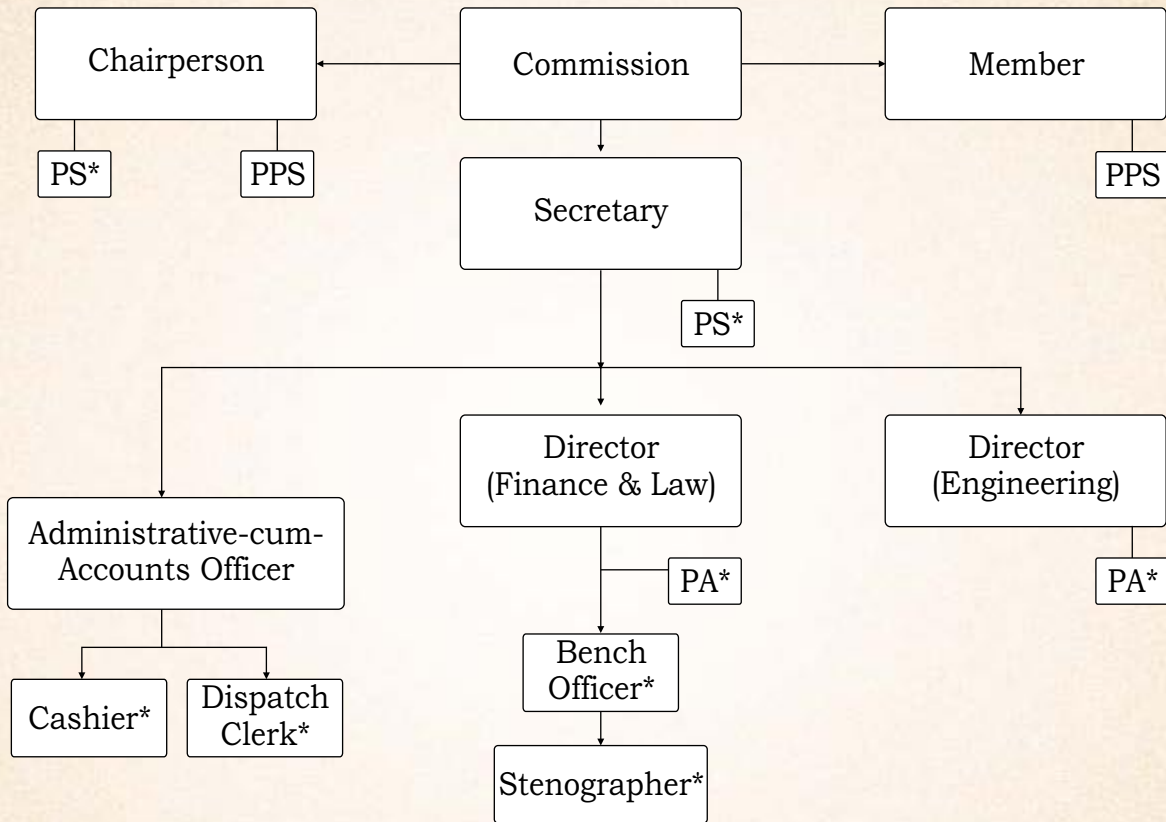 Chairperson
Commission
Member
PS*
PPS
PPS
Secretary
PS*
Director
(Finance & Law)
Director
(Engineering)
Administrative-cum-
Accounts Officer
PA*
PA*
Bench
Officer*
Cashier*
Dispatch
Clerk*
Stenographer*